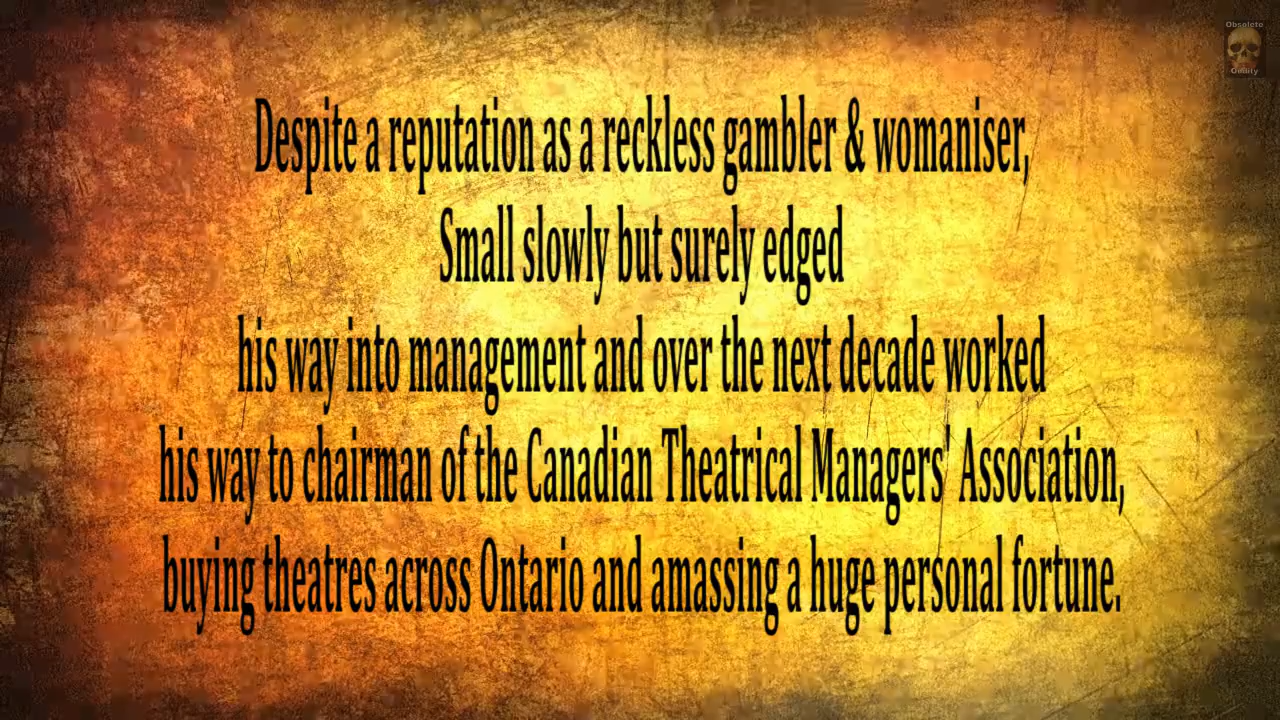 Obsolete
Oddity
Despite a reputation as a reckless gambler & womaniser,
Small slowly but surely edged
his way into management and over the next decade worked
his way to chairman of the Canadian Theatrical Managers' Association,
buying theatres across Ontario and amassing a huge personal fortune.